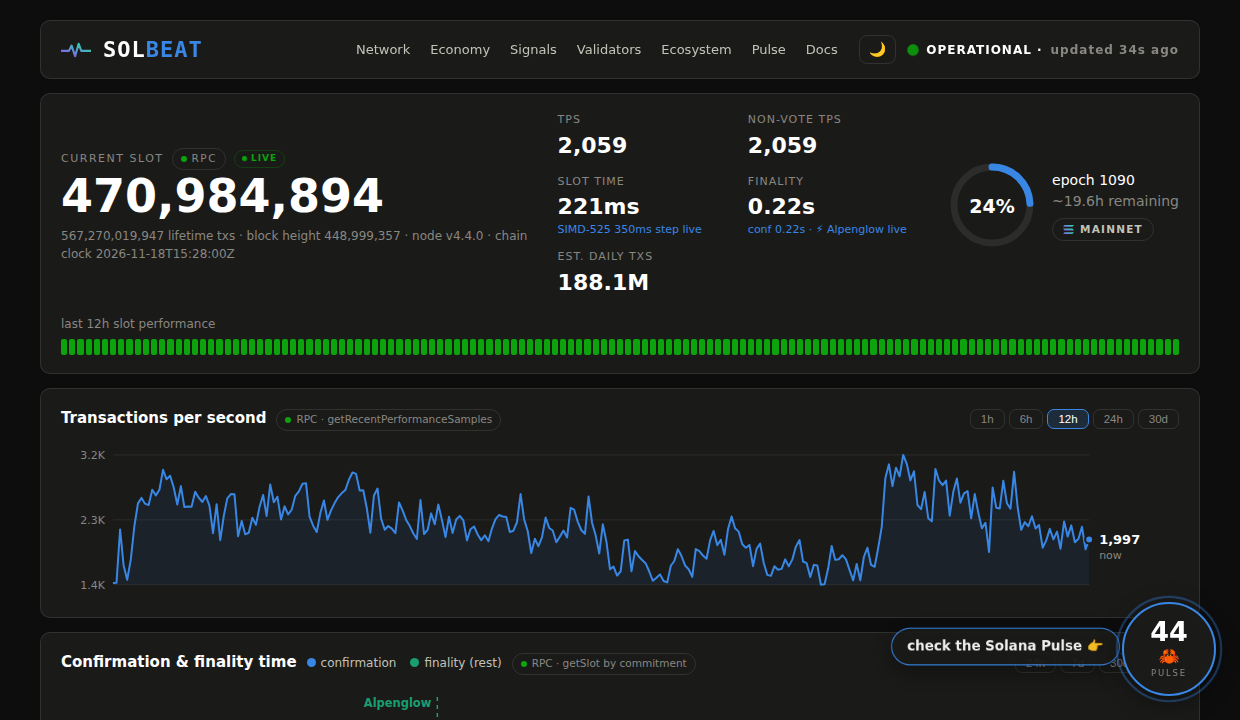 SOLBEAT
Network Economy Signals Validators Ecosystem Pulse Docs
OPERATIONAL · updated 34s ago
CURRENT SLOT RPC LIVE
470,984,894
567,270,019,947 lifetime txs · block height 448,999,357 · node v4.4.0 · chain
clock 2026-11-18T15:28:00Z
TPS
2,059
NON-VOTE TPS
2,059
SLOT TIME
221ms
SIMD-525 350ms step live
FINALITY
0.22s
conf 0.22s · ⚡ Alpenglow live
EST. DAILY TXS
188.1M
24%
epoch 1090
~19.6h remaining
MAINNET
last 12h slot performance
Transactions per second RPC · getRecentPerformanceSamples
1h 6h 12h 24h 30d
3.2K
2.3K
1.4K
1,997
now
Confirmation & finality time confirmation finality (rest) RPC · getSlot by commitment
Alpenglow
check the Solana Pulse 👉
44
🦀
PULSE